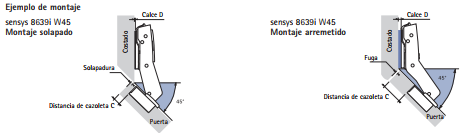 Ejemplo de montaje
sensys 8639i W45
Montaje solapado
Calce D
Costado
Solapadura
Distancia de cazoleta C
45°
Puerta
sensys 8639i W45
Montaje arremetido
Calce D
Costado
Fuga
45°
Distancia de cazoleta C
Puerta